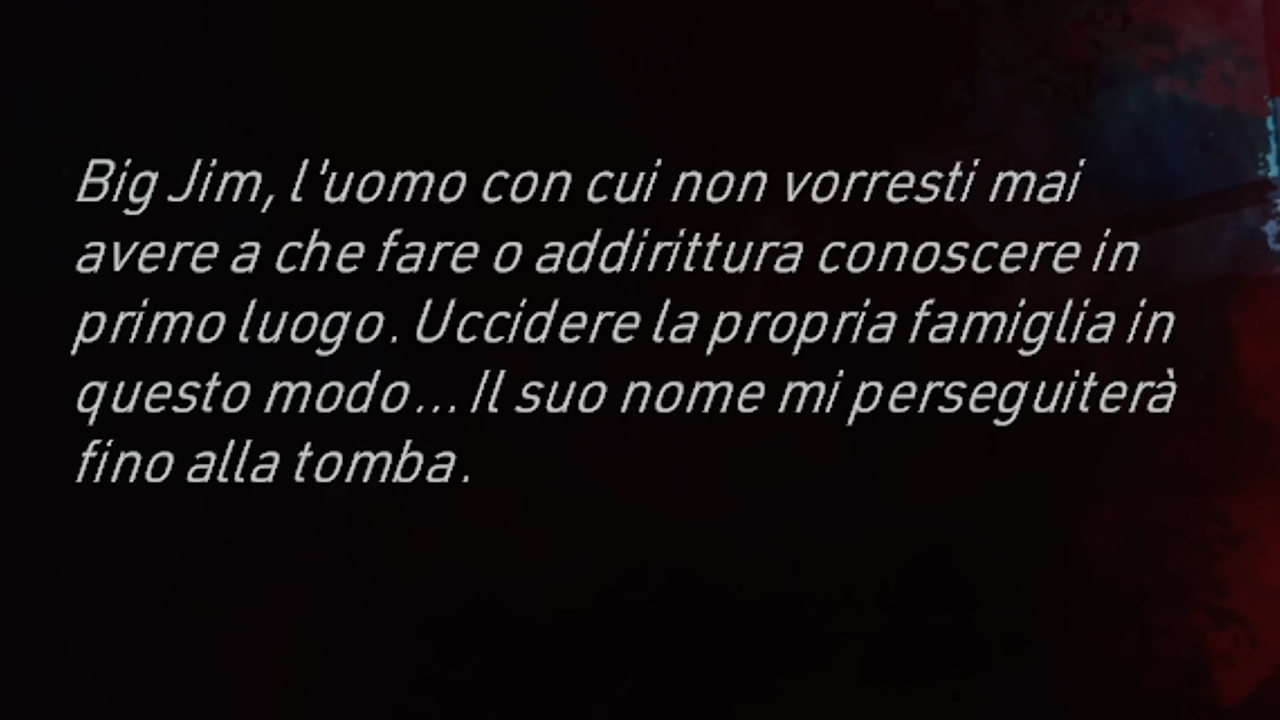 Big Jim, l'uomo con cui non vorresti mai
avere a che fare o addirittura conoscere in
primo luogo. Uccidere la propria famiglia in
questo modo... Il suo nome mi perseguiterà
fino alla tomba.